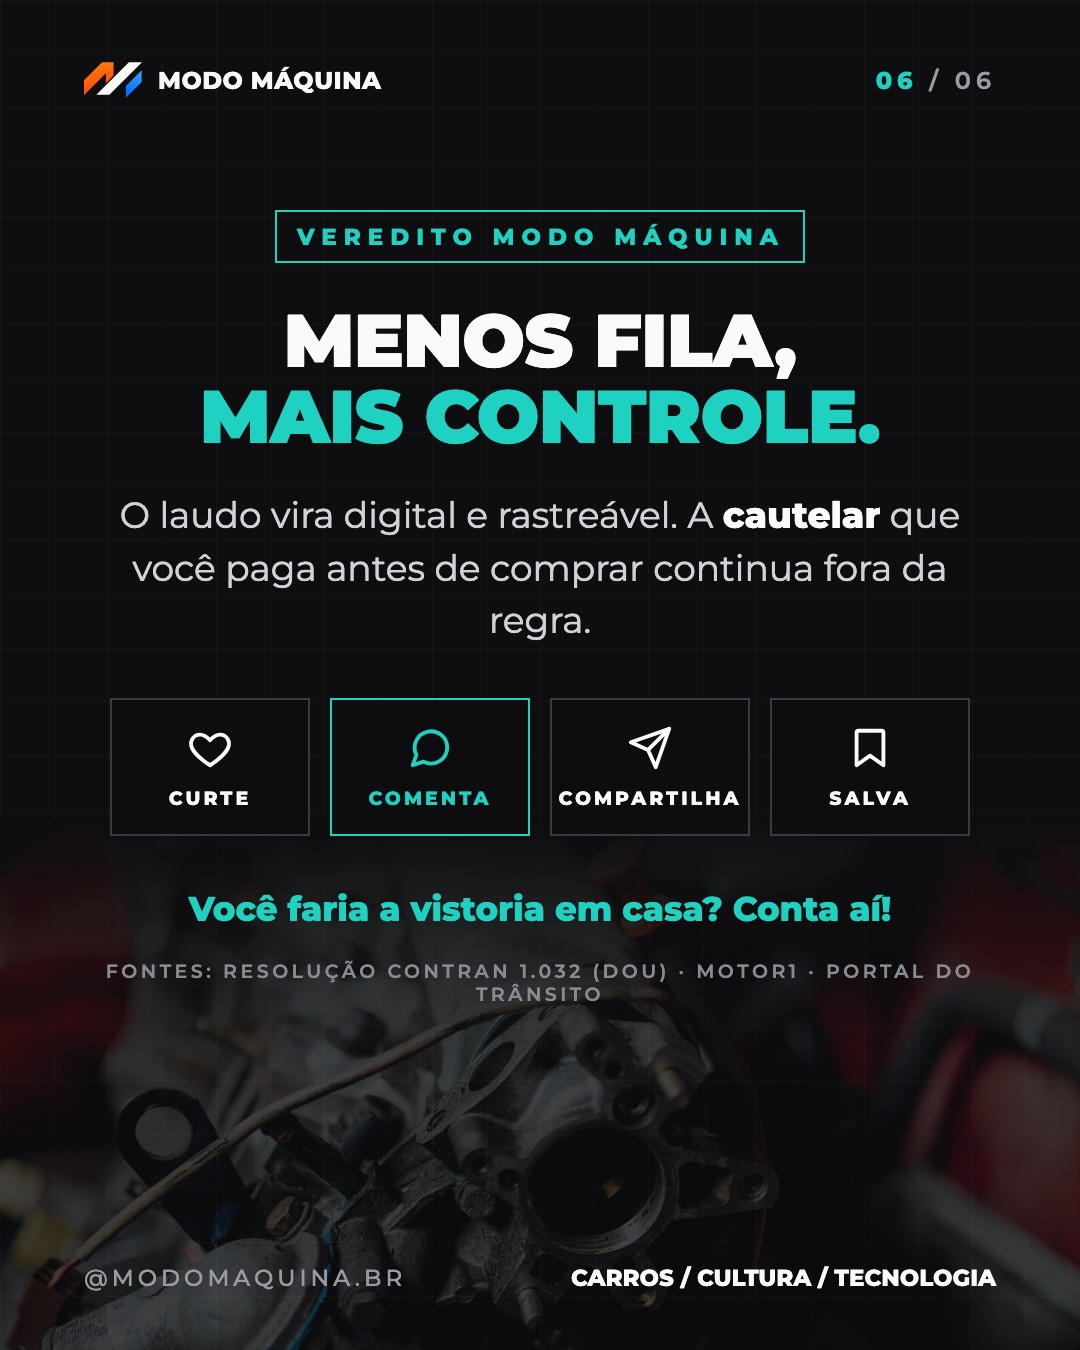 MODO MÁQUINA
06 / 06
VEREDITO MODO MÁQUINA
MENOS FILA,
MAIS CONTROLE.
O laudo vira digital e rastreável. A cautelar que
você paga antes de comprar continua fora da
regra.
CURTE
COMENTA
COMPARTILHA
SALVA
Você faria a vistoria em casa? Conta aí!
FONTES: RESOLUÇÃO CONTRAN 1.032 (DOU) · MOTOR1 · PORTAL DO
TRÂNSITO
@MODOMAQUINA.BR
CARROS / CULTURA / TECNOLOGIA